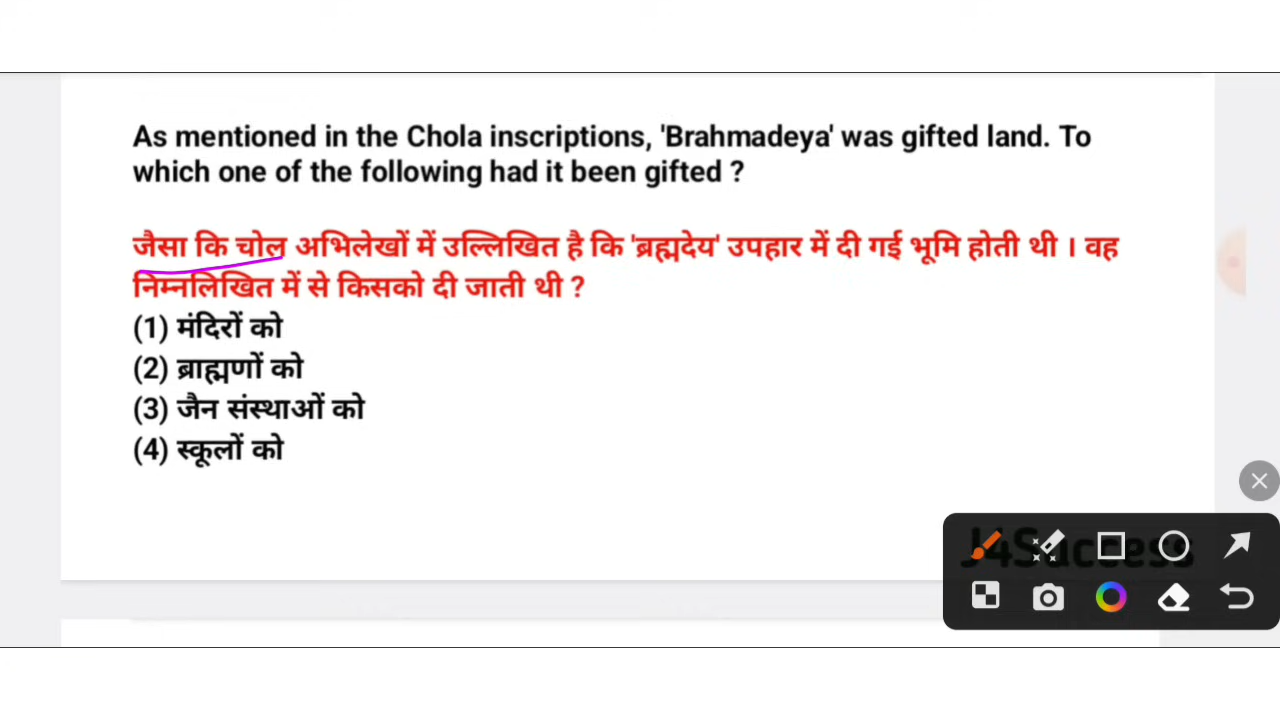 As mentioned in the Chola inscriptions, 'Brahmadeya' was gifted land. To
which one of the following had it been gifted ?
जैसा कि चोल अभिलेखों में उल्लिखित है कि 'ब्रह्मदेय' उपहार में दी गई भूमि होती थी । वह
निम्नलिखित में से किसको दी जाती थी ?
(1) मंदिरों को
(2) ब्राह्मणों को
(3) जैन संस्थाओं को
(4) स्कूलों को
J4Success